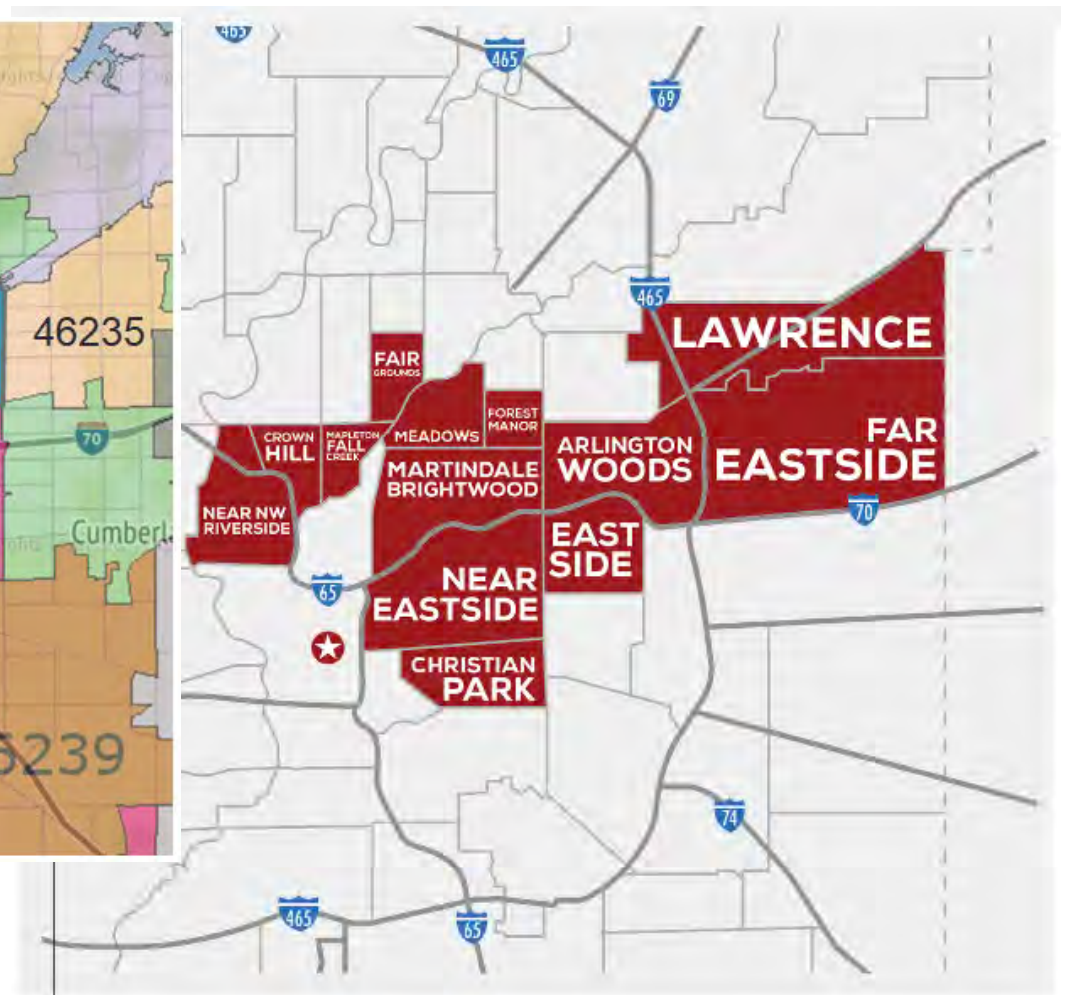 46235
70
Cumberl
5239
465
465
69
465
LAWRENCE
FAIR
GROUNDS
FOREST
MANOR
CROWN
HILL
MAPLETON
FALL
CREEK
MEADOWS
ARLINGTON
WOODS
FAR
EASTSIDE
MARTINDALE
BRIGHTWOOD
NEAR NW
RIVERSIDE
70
EAST
SIDE
NEAR
EASTSIDE
65
CHRISTIAN
PARK
74
465
65